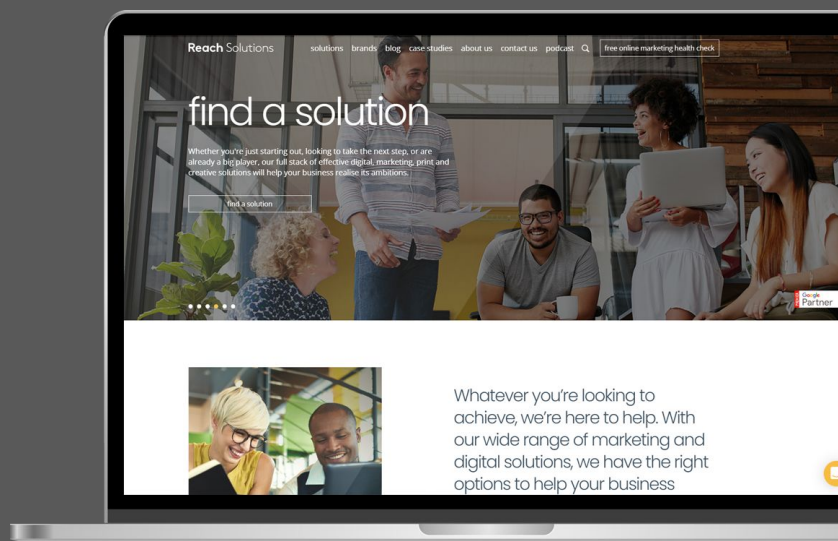 Reach Solutions
solutions brands blog case studies about us contact us podcast
free online marketing health check
find a solution
Whether you're just starting out, looking to take the next step, or are
already a big player, our full stack of effective digital, marketing, print and
creative solutions will help your business realise its ambitions.
find a solution
Google
Partner
Whatever you’re looking to
achieve, we’re here to help. With
our wide range of marketing and
digital solutions, we have the right
options to help your business